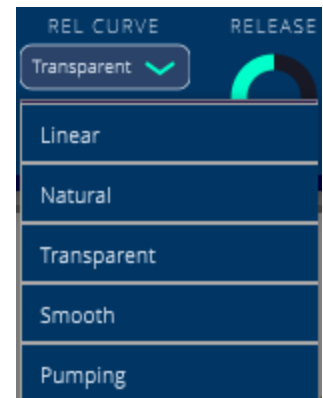 REL CURVE RELEASE
Transparent
Linear
Natural
Transparent
Smooth
Pumping